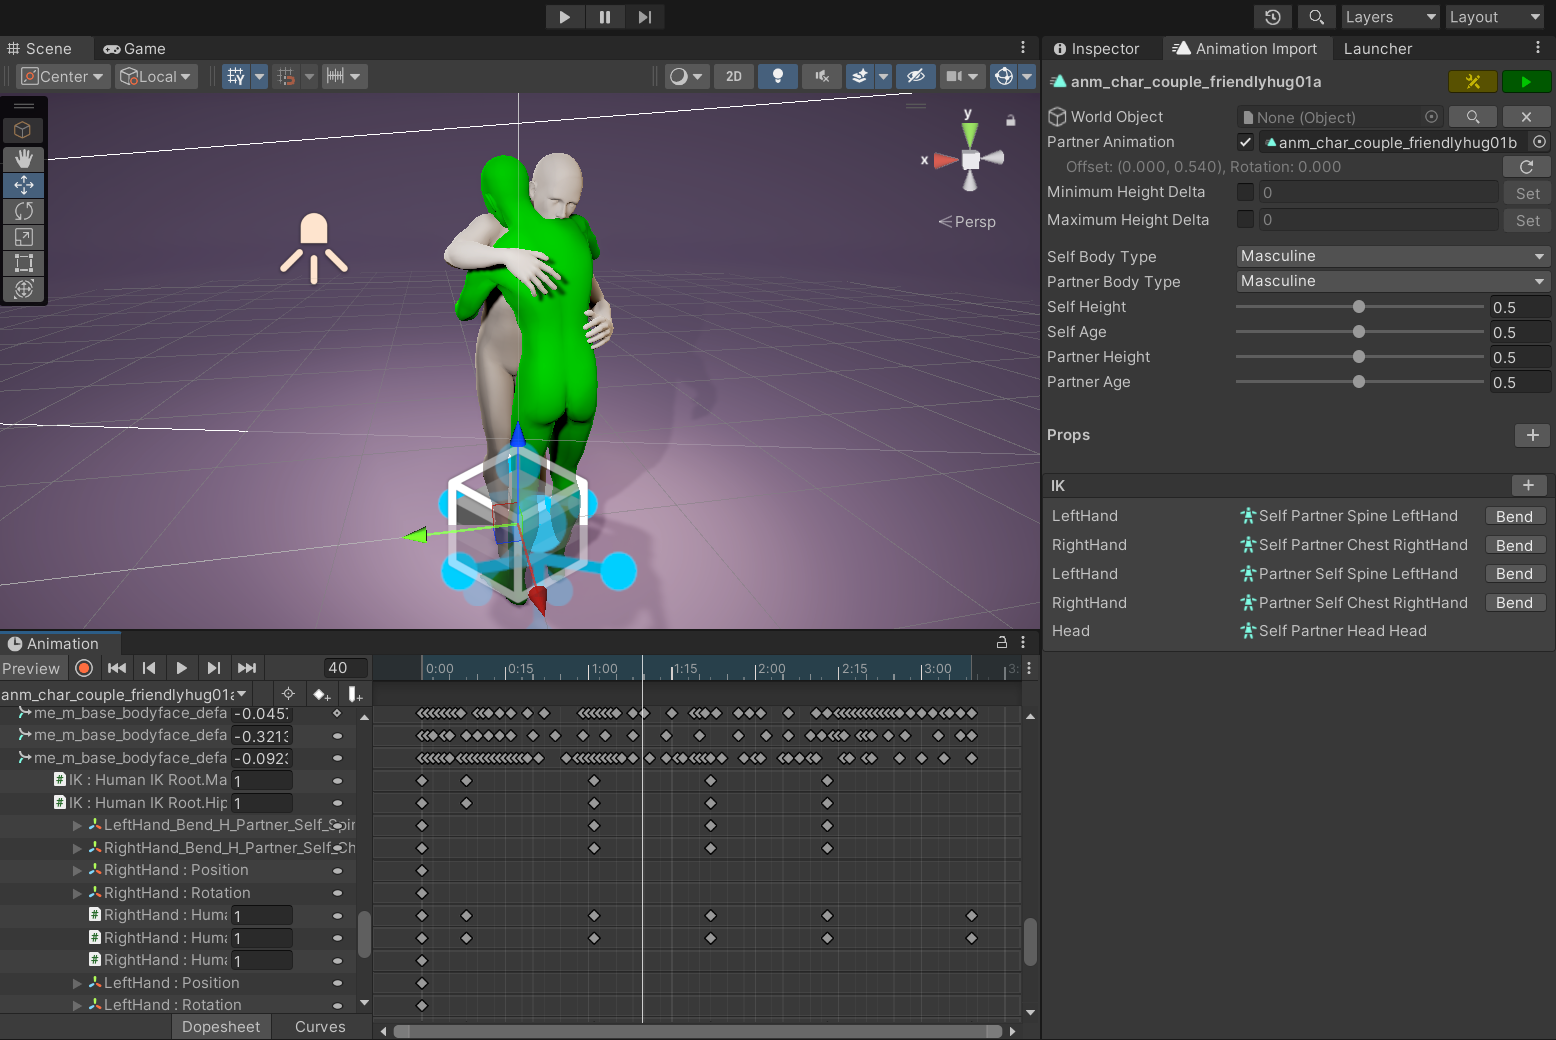 Layers
Layout
Scene
Game
Center
Local
2D
y
x
Persp
Inspector
Animation Import
Launcher
anm_char_couple_friendlyhug01a
World Object
None (Object)
Partner Animation
anm_char_couple_friendlyhug01b
Offset: (0.000, 0.540), Rotation: 0.000
Minimum Height Delta
0
Set
Maximum Height Delta
0
Set
Self Body Type
Masculine
Partner Body Type
Masculine
Self Height
0.5
Self Age
0.5
Partner Height
0.5
Partner Age
0.5
Props
IK
LeftHand
Self Partner Spine LeftHand
Bend
RightHand
Self Partner Chest RightHand
Bend
LeftHand
Partner Self Spine LeftHand
Bend
RightHand
Partner Self Chest RightHand
Bend
Head
Self Partner Head Head
Animation
Preview
40
0:00
0:15
1:00
1:15
2:00
2:15
3:00
3:
anm_char_couple_friendlyhug01a
me_m_base_bodyface_defa
-0.045
me_m_base_bodyface_defa
-0.3213
me_m_base_bodyface_defa
-0.092
IK : Human IK Root.Ma
1
IK : Human IK Root.Hip
1
LeftHand_Bend_H_Partner_Self_Spin
RightHand_Bend_H_Partner_Self_Ch
RightHand : Position
RightHand : Rotation
RightHand : Huma
1
RightHand : Huma
1
RightHand : Huma
1
LeftHand : Position
LeftHand : Rotation
Dopesheet
Curves